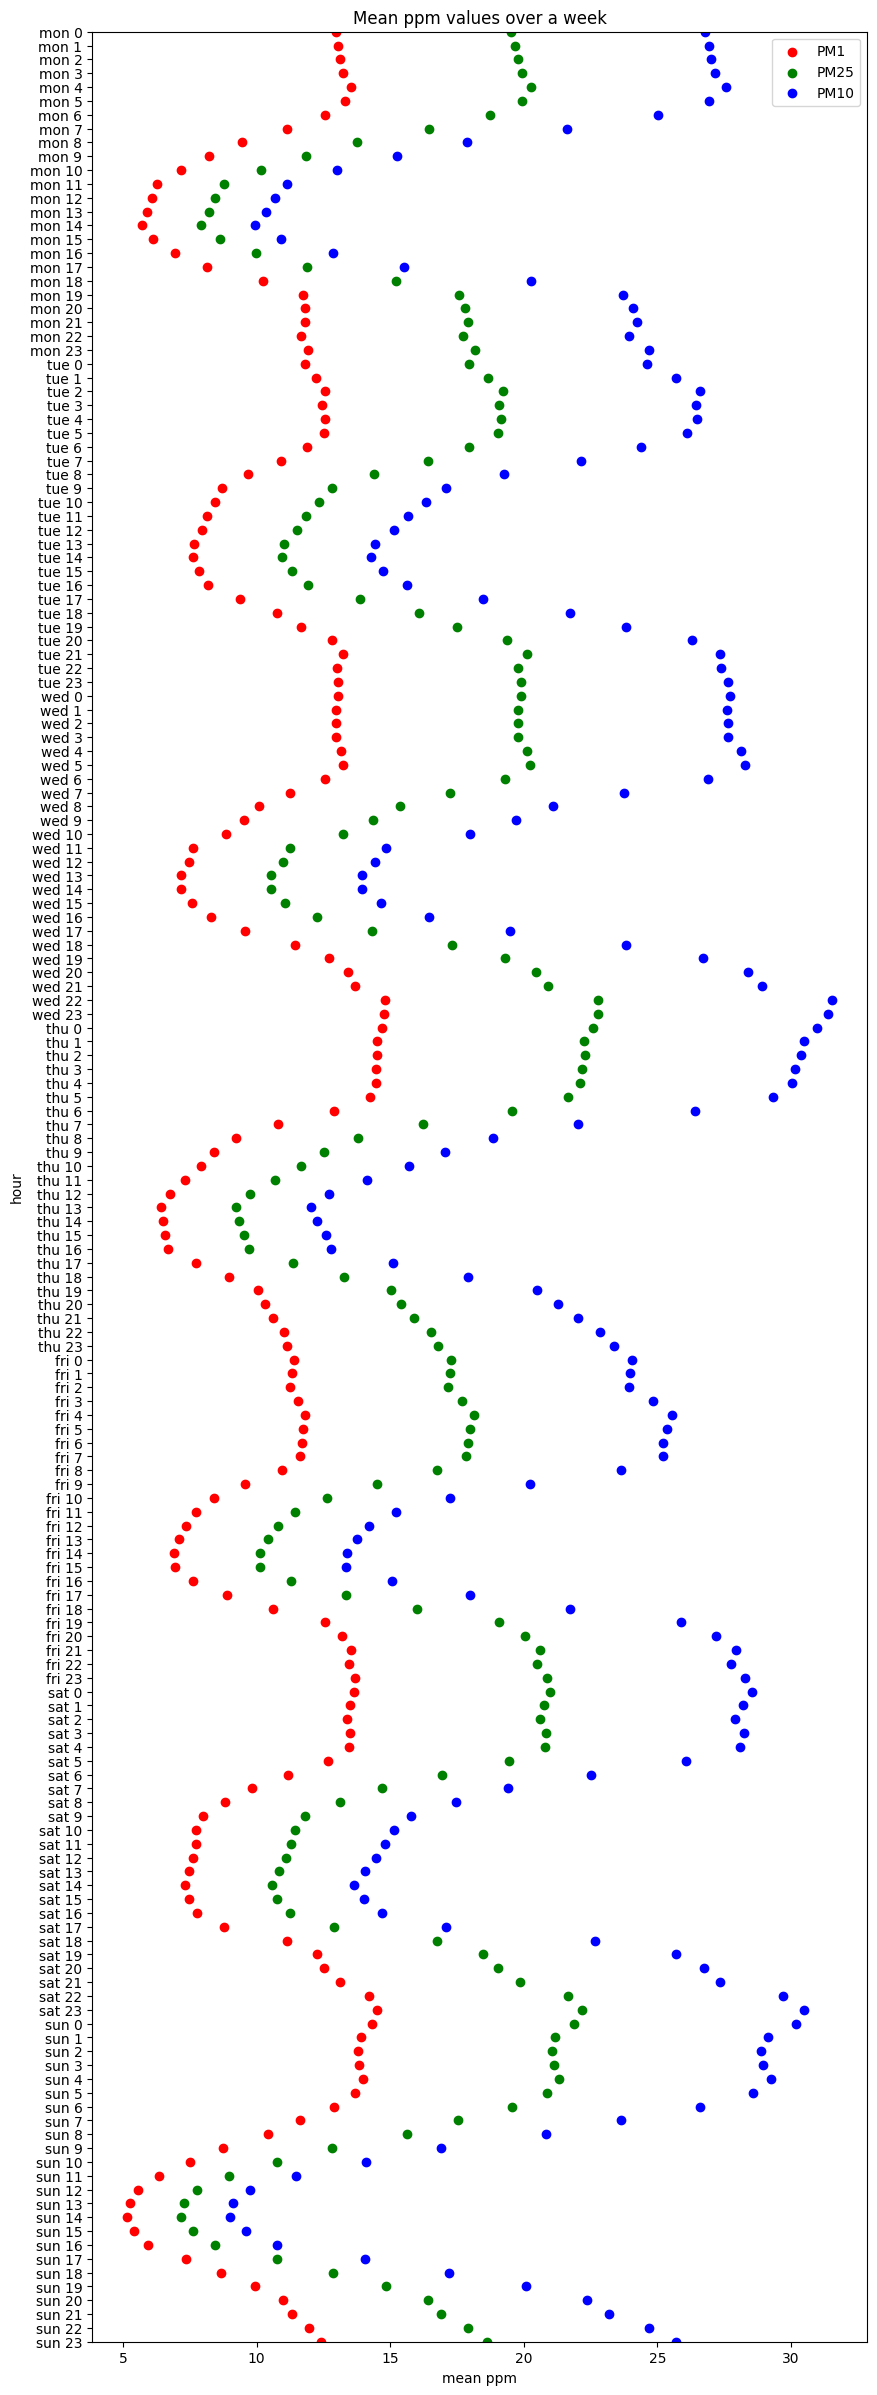 Mean ppm values over a week
PM1
PM25
PM10
mon 0
mon 1
mon 2
mon 3
mon 4
mon 5
mon 6
mon 7
mon 8
mon 9
mon 10
mon 11
mon 12
mon 13
mon 14
mon 15
mon 16
mon 17
mon 18
mon 19
mon 20
mon 21
mon 22
mon 23
tue 0
tue 1
tue 2
tue 3
tue 4
tue 5
tue 6
tue 7
tue 8
tue 9
tue 10
tue 11
tue 12
tue 13
tue 14
tue 15
tue 16
tue 17
tue 18
tue 19
tue 20
tue 21
tue 22
tue 23
wed 0
wed 1
wed 2
wed 3
wed 4
wed 5
wed 6
wed 7
wed 8
wed 9
wed 10
wed 11
wed 12
wed 13
wed 14
wed 15
wed 16
wed 17
wed 18
wed 19
wed 20
wed 21
wed 22
wed 23
thu 0
thu 1
thu 2
thu 3
thu 4
thu 5
thu 6
thu 7
thu 8
thu 9
thu 10
thu 11
thu 12
thu 13
thu 14
thu 15
thu 16
thu 17
thu 18
thu 19
thu 20
thu 21
thu 22
thu 23
fri 0
fri 1
fri 2
fri 3
fri 4
fri 5
fri 6
fri 7
fri 8
fri 9
fri 10
fri 11
fri 12
fri 13
fri 14
fri 15
fri 16
fri 17
fri 18
fri 19
fri 20
fri 21
fri 22
fri 23
sat 0
sat 1
sat 2
sat 3
sat 4
sat 5
sat 6
sat 7
sat 8
sat 9
sat 10
sat 11
sat 12
sat 13
sat 14
sat 15
sat 16
sat 17
sat 18
sat 19
sat 20
sat 21
sat 22
sat 23
sun 0
sun 1
sun 2
sun 3
sun 4
sun 5
sun 6
sun 7
sun 8
sun 9
sun 10
sun 11
sun 12
sun 13
sun 14
sun 15
sun 16
sun 17
sun 18
sun 19
sun 20
sun 21
sun 22
sun 23
hour
5 10 15 20 25 30
mean ppm